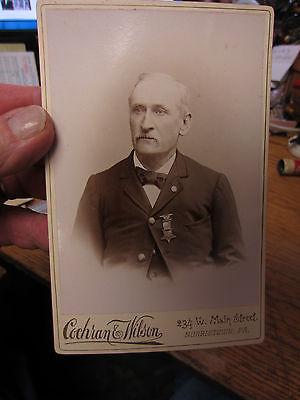 Cochran & Wilson,
234 W. Main Street
NORRISTOWN, PA.